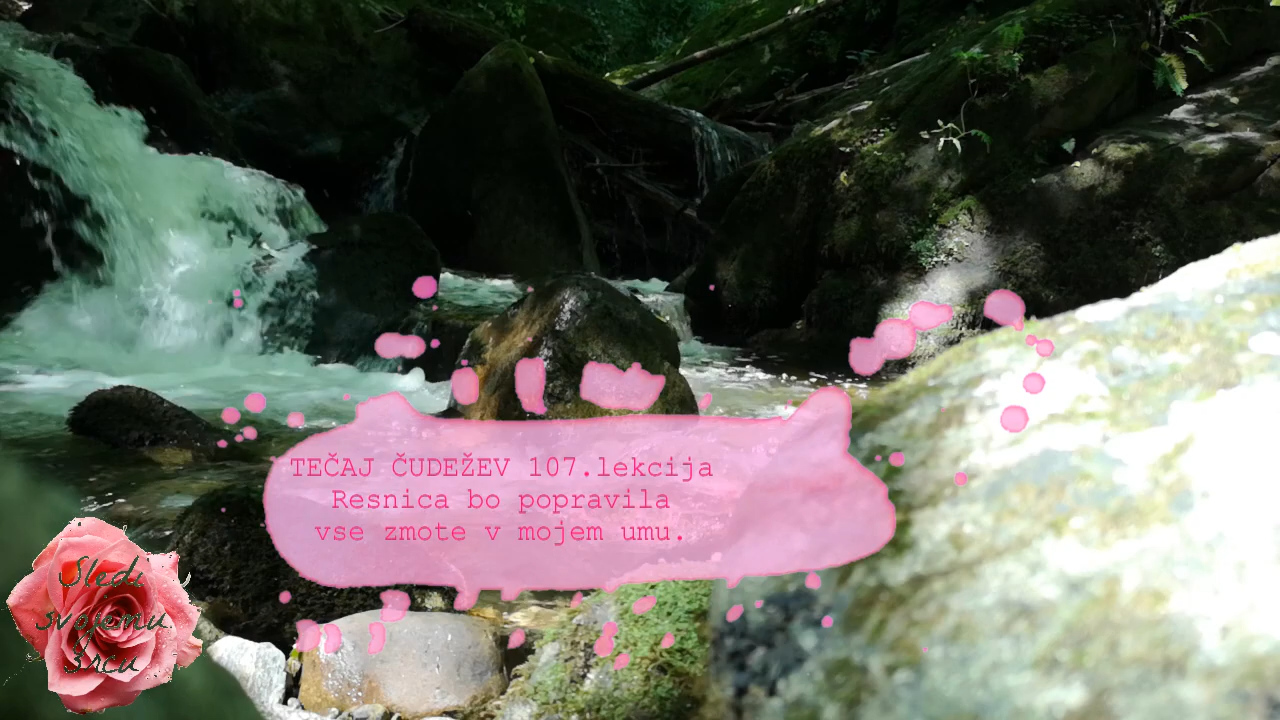 TEČAJ ČUDEŽEV 107.lekcija
Resnica bo popravila
vse zmote v mojem umu.
Sledi
svojemu
Srcu